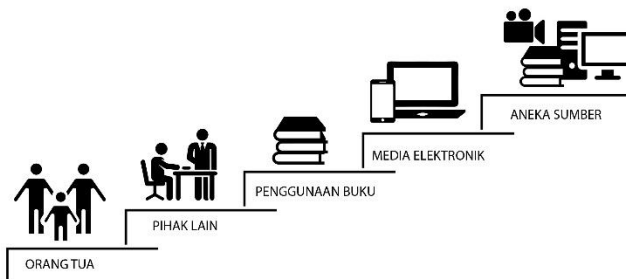 ORANG TUA
PIHAK LAIN
PENGGUNAAN BUKU
MEDIA ELEKTRONIK
ANEKA SUMBER